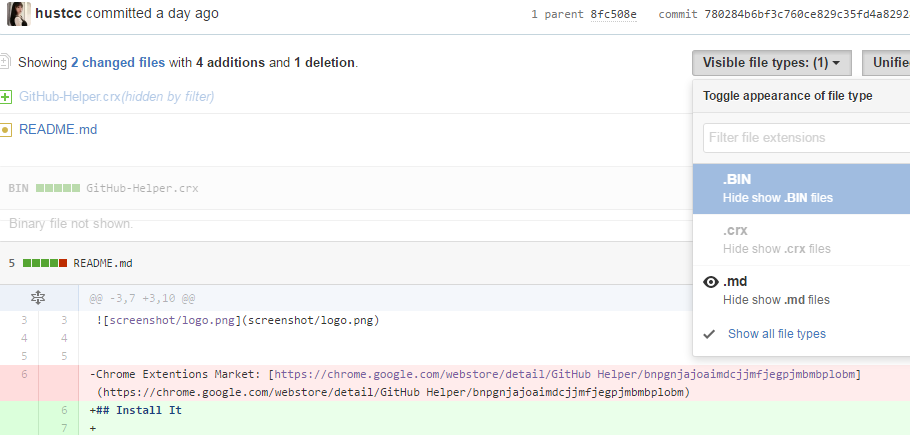 hustcc committed a day ago
1 parent 8fc508e commit 780284b6bf3c760ce829c35fd4a8292
Showing 2 changed files with 4 additions and 1 deletion.
Visible file types: (1)
Unifie
GitHub-Helper.crx(hidden by filter)
README.md
Toggle appearance of file type
Filter file extensions
.BIN
Hide show .BIN files
.crx
Hide show .crx files
.md
Hide show .md files
Show all file types
BIN GitHub-Helper.crx
Binary file not shown.
5 README.md
@@ -3,7 +3,10 @@
3 3 ![screenshot/logo.png](screenshot/logo.png)
4 4
5 5
6 -Chrome Extentions Market: [https://chrome.google.com/webstore/detail/GitHub Helper/bnpgnjajoaimdcjjmfjegpjmbmbplobm]
(https://chrome.google.com/webstore/detail/GitHub Helper/bnpgnjajoaimdcjjmfjegpjmbmbplobm)
6 +## Install It
7 +